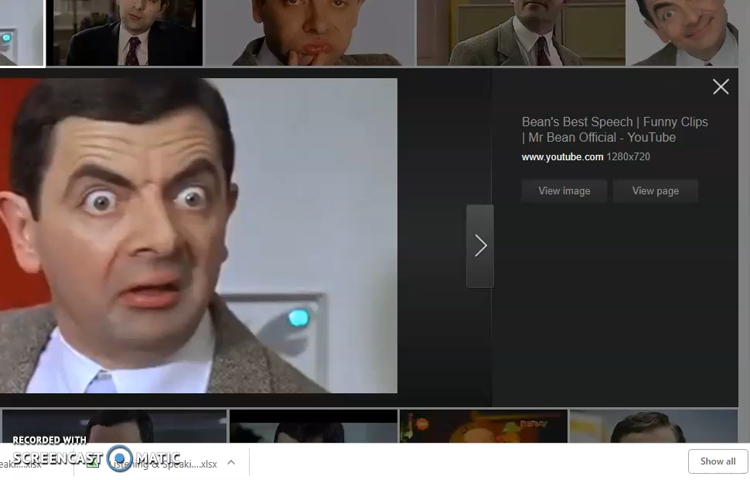 Bean's Best Speech | Funny Clips
| Mr Bean Official - YouTube
www.youtube.com 1280x720
View image View page
RECORDED WITH
SCREENCAST MATIC
Speaki....xlsx
Show all